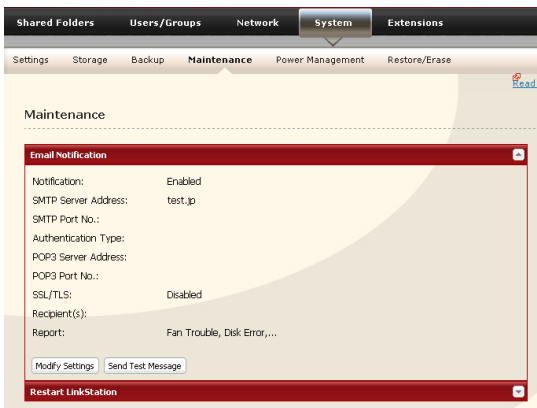 Shared Folders Users/Groups Network System Extensions
Settings Storage Backup Maintenance Power Management Restore/Erase
Read
Maintenance
Email Notification
Notification: Enabled
SMTP Server Address: test.jp
SMTP Port No.:
Authentication Type:
POP3 Server Address:
POP3 Port No.:
SSL/TLS: Disabled
Recipient(s):
Report: Fan Trouble, Disk Error,...
Modify Settings Send Test Message
Restart LinkStation